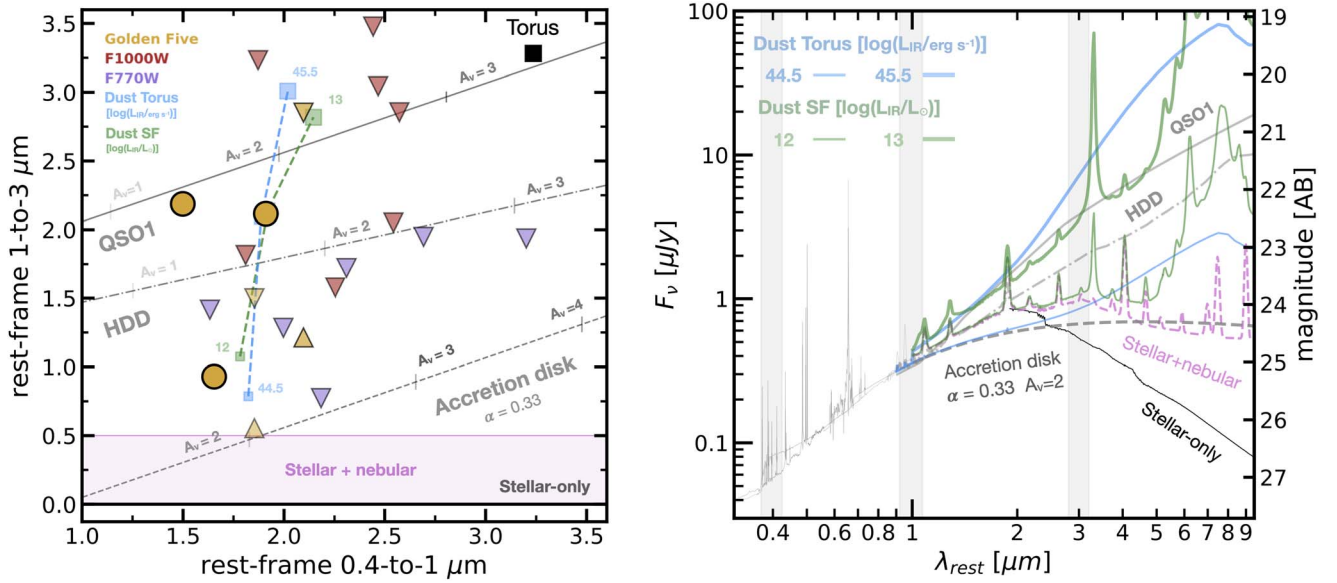 3.5
3.0
2.5
2.0
1.5
1.0
0.5
0.0
rest-frame 1-to-3 μm
Golden Five
F1000W
F770W
Dust Torus
[log(L_IR/erg s⁻¹)]
Dust SF
[log(L_IR/L_⊙)]
Torus
45.5
13
12
44.5
A_v=1
A_v=2
A_v=3
QSO1
A_v=1
A_v=2
A_v=3
HDD
A_v=2
A_v=3
A_v=4
Accretion disk
α = 0.33
Stellar + nebular
Stellar-only
1.0
1.5
2.0
2.5
3.0
3.5
rest-frame 0.4-to-1 μm
100
10
1
0.1
F_ν [μJy]
Dust Torus [log(L_IR/erg s⁻¹)]
44.5 45.5
Dust SF [log(L_IR/L_⊙)]
12 13
QSO1
HDD
Accretion disk
α = 0.33 A_V=2
Stellar+nebular
Stellar-only
19
20
21
22
23
24
25
26
27
magnitude [AB]
0.4
0.6
0.8
1
2
3
4
5
6
7
8
9
λ_rest [μm]